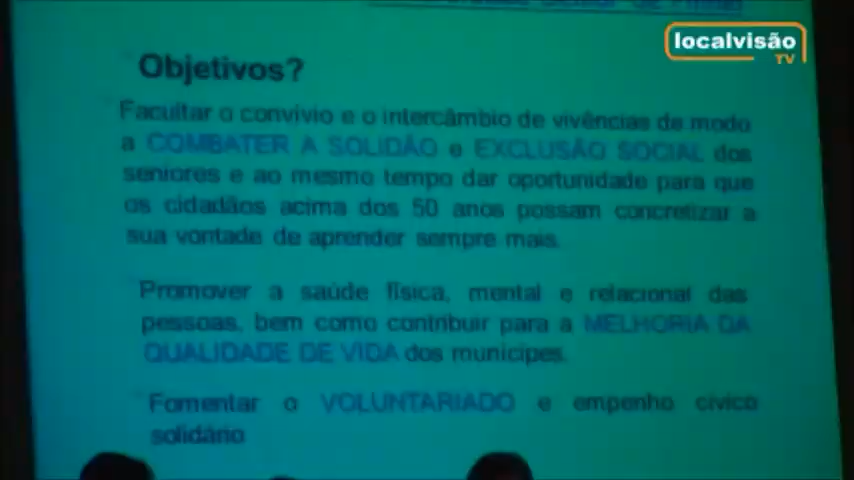 localvisão
TV
Objetivos?
Facultar o convívio e o intercâmbio de vivências de modo
a COMBATER A SOLIDÃO e EXCLUSÃO SOCIAL dos
seniores e ao mesmo tempo dar oportunidade para que
os cidadãos acima dos 50 anos possam concretizar a
sua vontade de aprender sempre mais.
Promover a saúde física, mental e relacional das
pessoas, bem como contribuir para a MELHORIA DA
QUALIDADE DE VIDA dos munícipes.
Fomentar o VOLUNTARIADO e empenho cívico
solidário